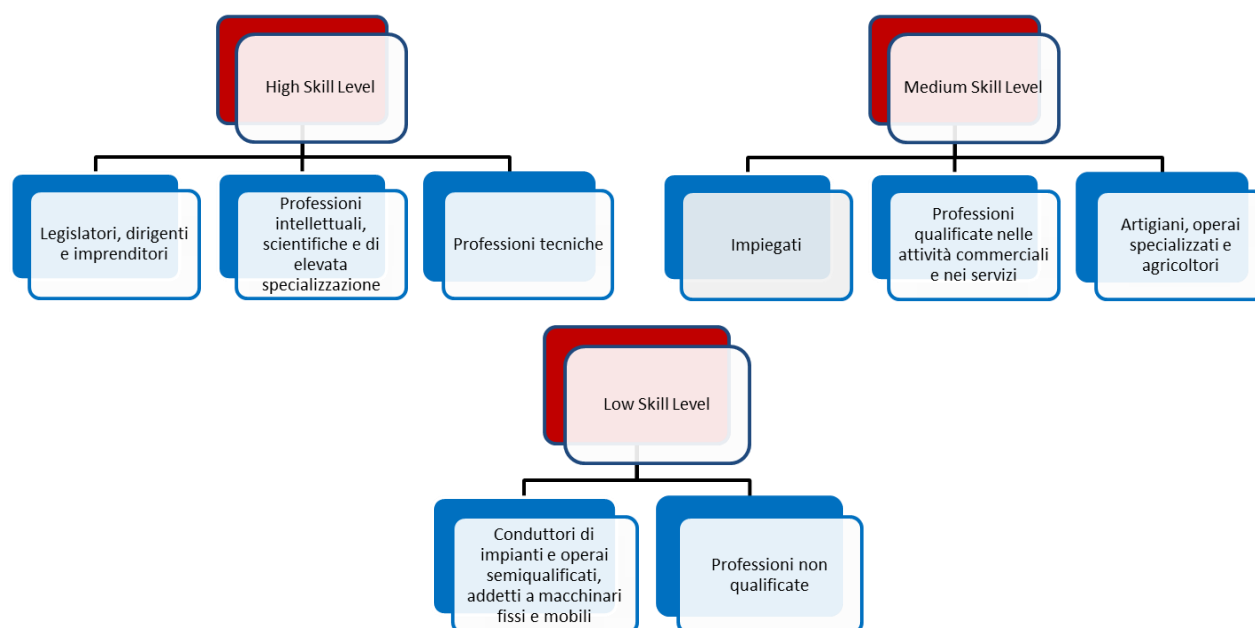 High Skill Level
Legislatori, dirigenti
e imprenditori
Professioni
intellettuali,
scientifiche e di
elevata
specializzazione
Professioni tecniche
Medium Skill Level
Impiegati
Professioni
qualificate nelle
attività commerciali
e nei servizi
Artigiani, operai
specializzati e
agricoltori
Low Skill Level
Conduttori di
impianti e operai
semiqualificati,
addetti a macchinari
fissi e mobili
Professioni non
qualificate